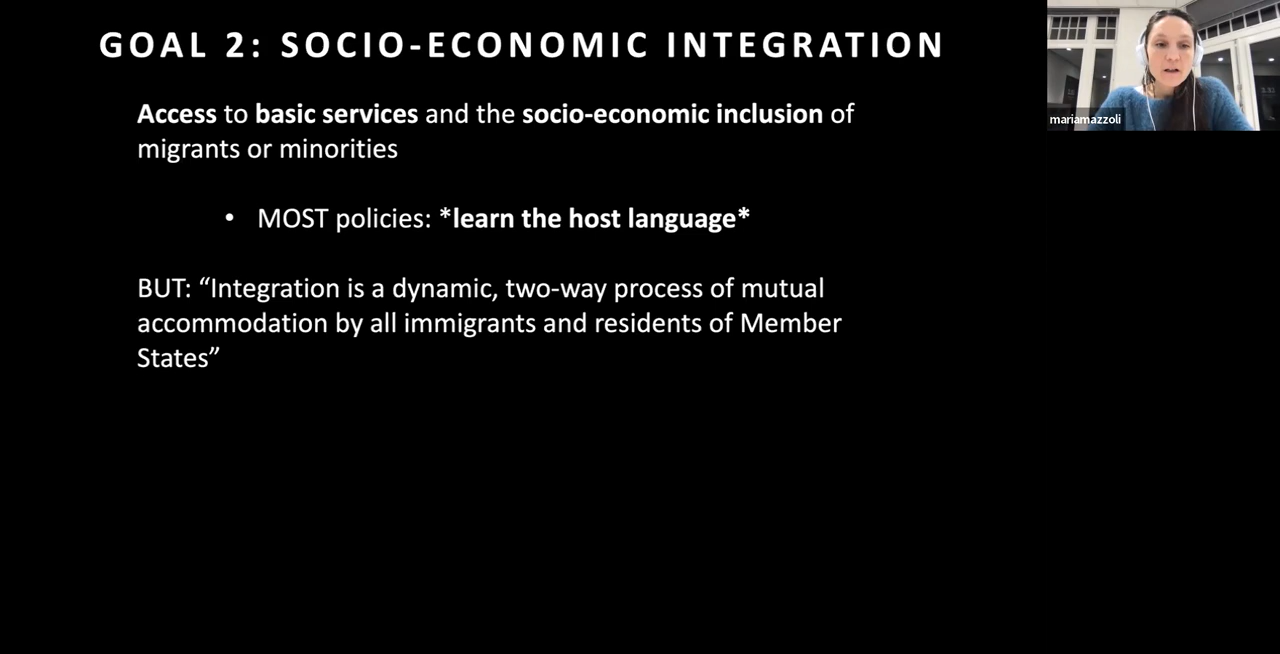 GOAL 2: SOCIO-ECONOMIC INTEGRATION
mariamazzoli
Access to basic services and the socio-economic inclusion of
migrants or minorities
• MOST policies: *learn the host language*
BUT: “Integration is a dynamic, two-way process of mutual
accommodation by all immigrants and residents of Member
States”